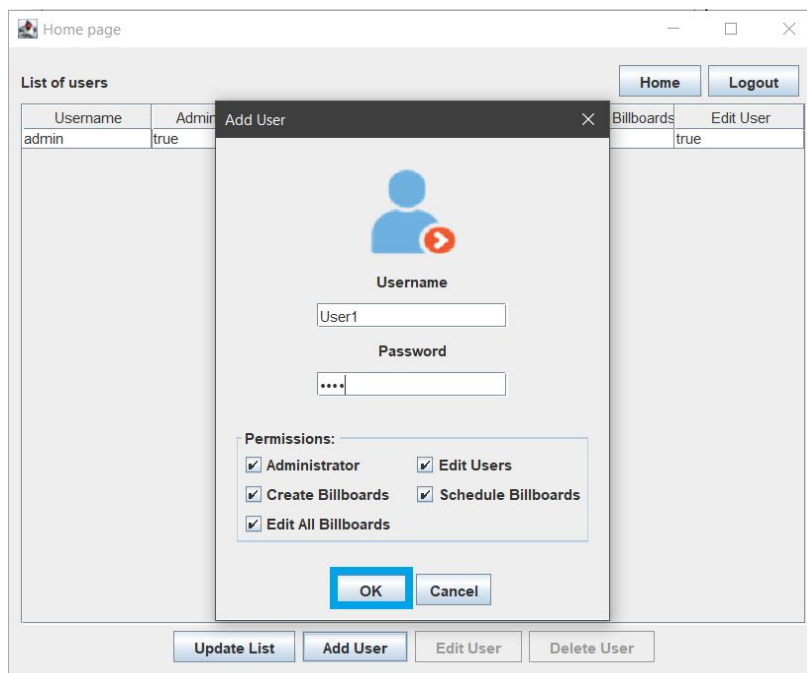 Home page
List of users
Home Logout
Username Admin Billboards Edit User
admin true true
Add User
Username
User1
Password
••••
Permissions:
Administrator Edit Users
Create Billboards Schedule Billboards
Edit All Billboards
OK Cancel
Update List Add User Edit User Delete User